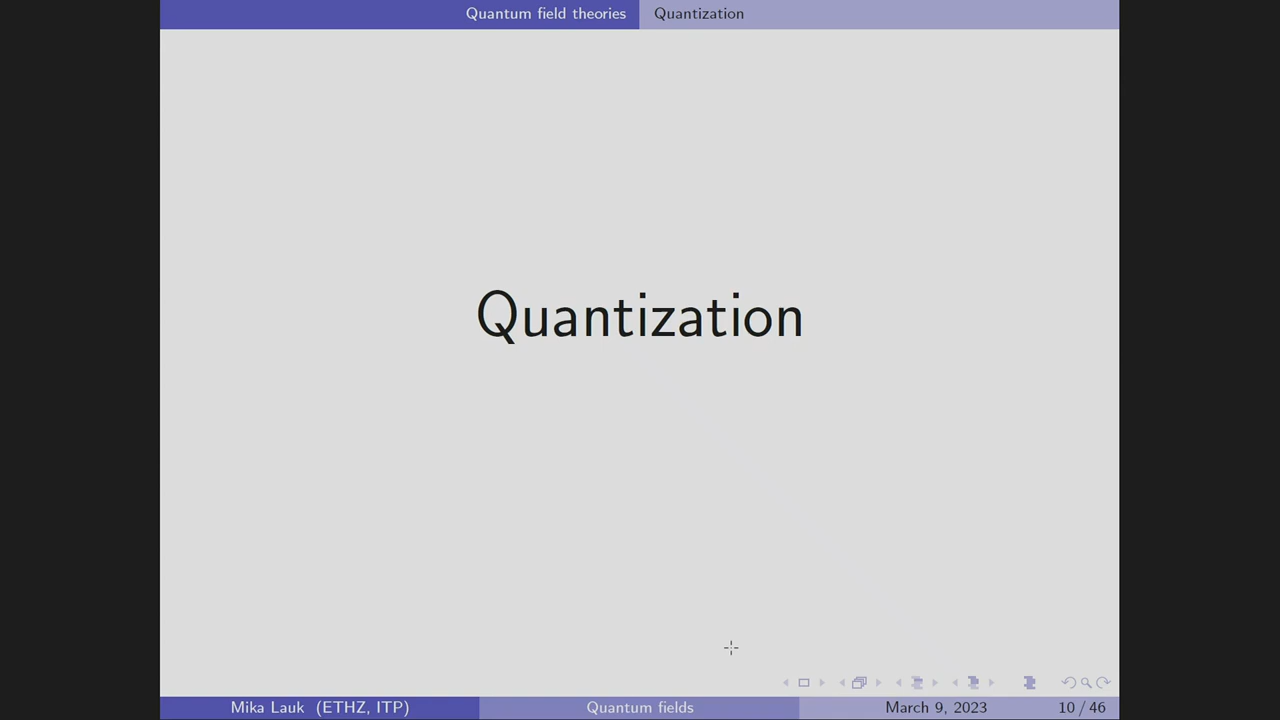 Quantum field theories Quantization
Quantization
Mika Lauk (ETHZ, ITP) Quantum fields March 9, 2023 10 / 46